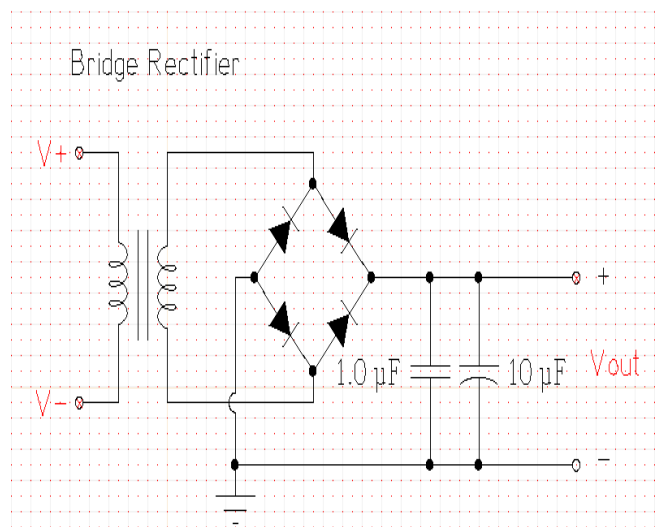 Bridge Rectifier
V+
+
1.0 µF
10 µF
Vout
V-
-